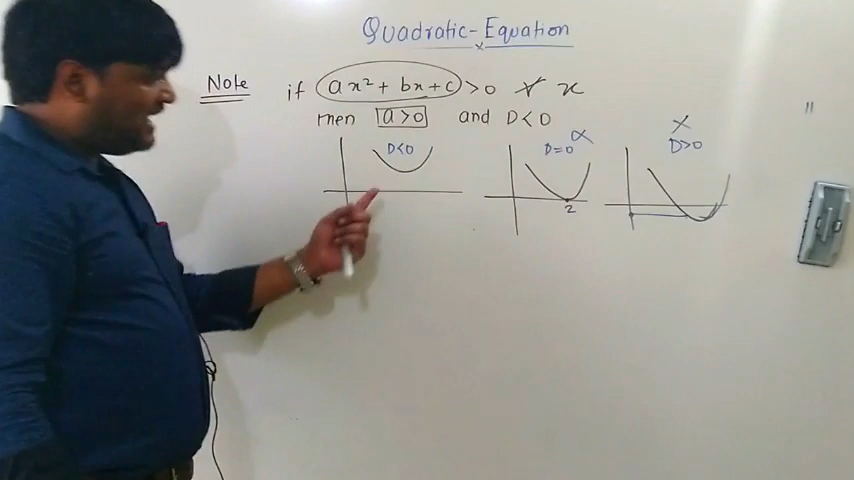 Quadratic-Equation
x
Note if ax² + bx + c > 0 ∀ x
then a > 0 and D < 0
D<0 D=0 α x D>0
2